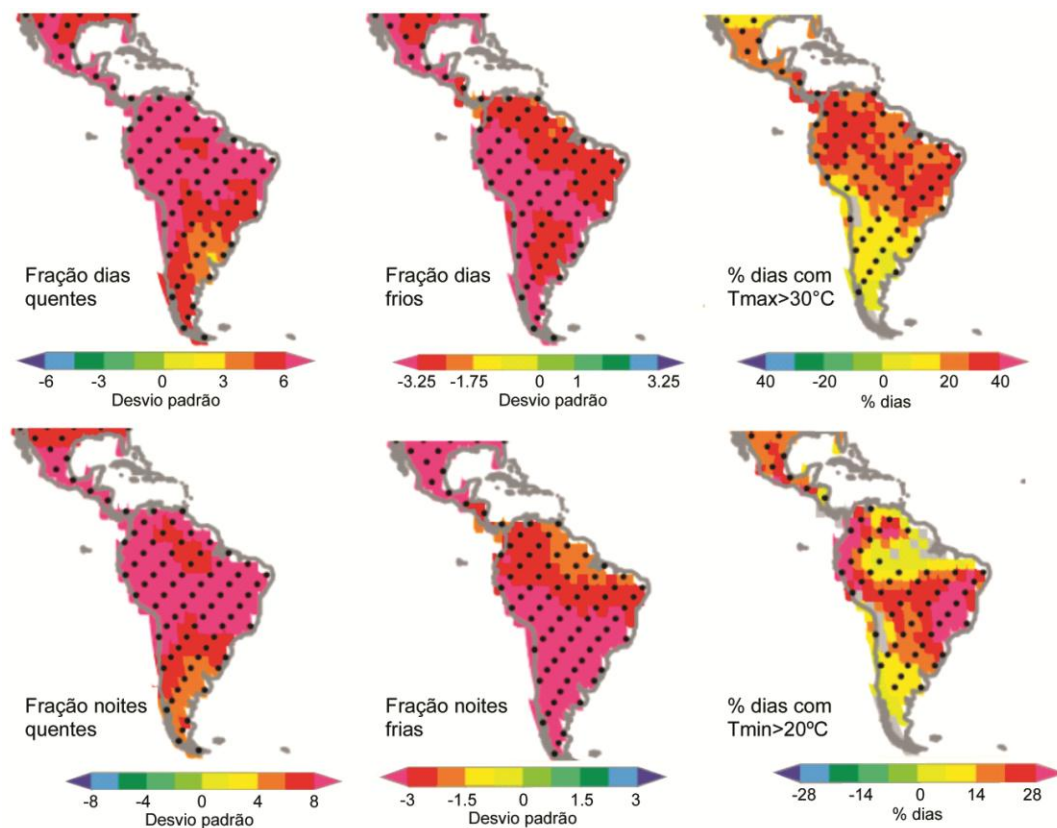 Fração dias
quentes
-6 -3 0 3 6
Desvio padrão
Fração dias
frios
-3.25 -1.75 0 1 3.25
Desvio padrão
% dias com
Tmax>30°C
40 -20 0 20 40
% dias
Fração noites
quentes
-8 -4 0 4 8
Desvio padrão
Fração noites
frias
-3 -1.5 0 1.5 3
Desvio padrão
% dias com
Tmin>20ºC
-28 -14 0 14 28
% dias